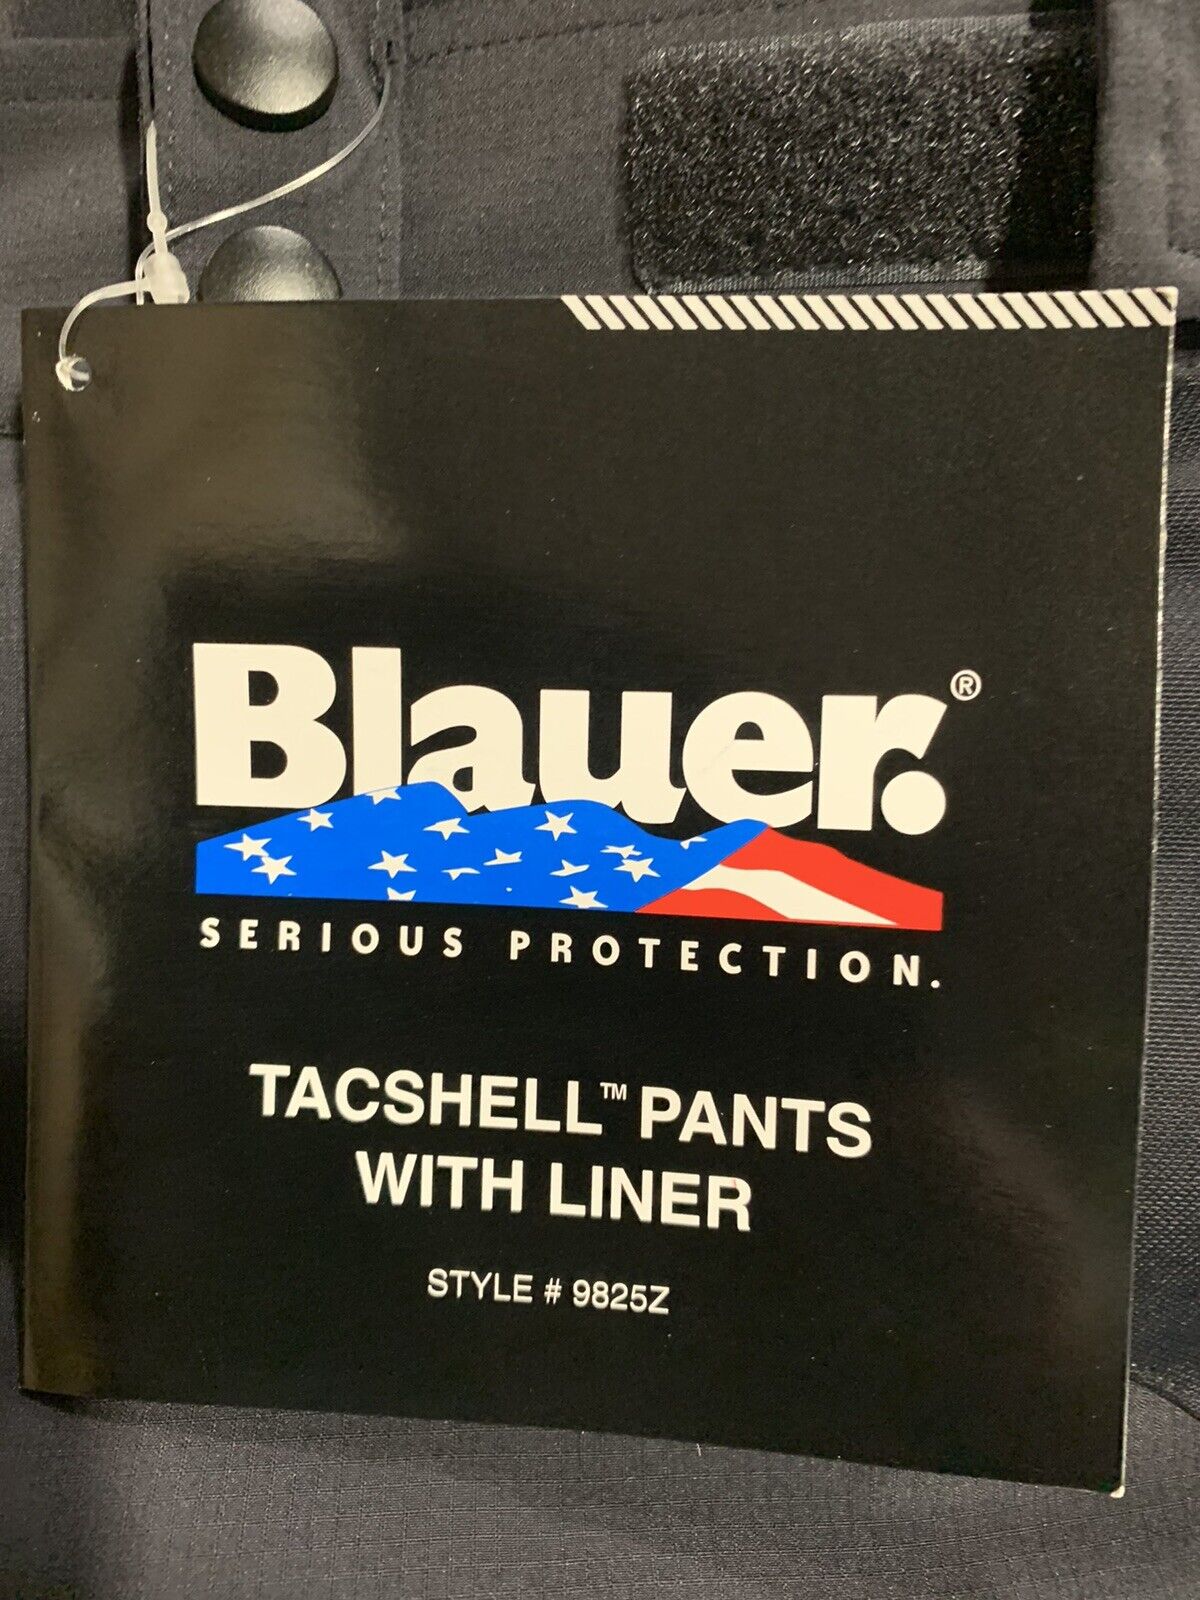 Blauer.®
SERIOUS PROTECTION.
TACSHELL™ PANTS
WITH LINER
STYLE # 9825Z